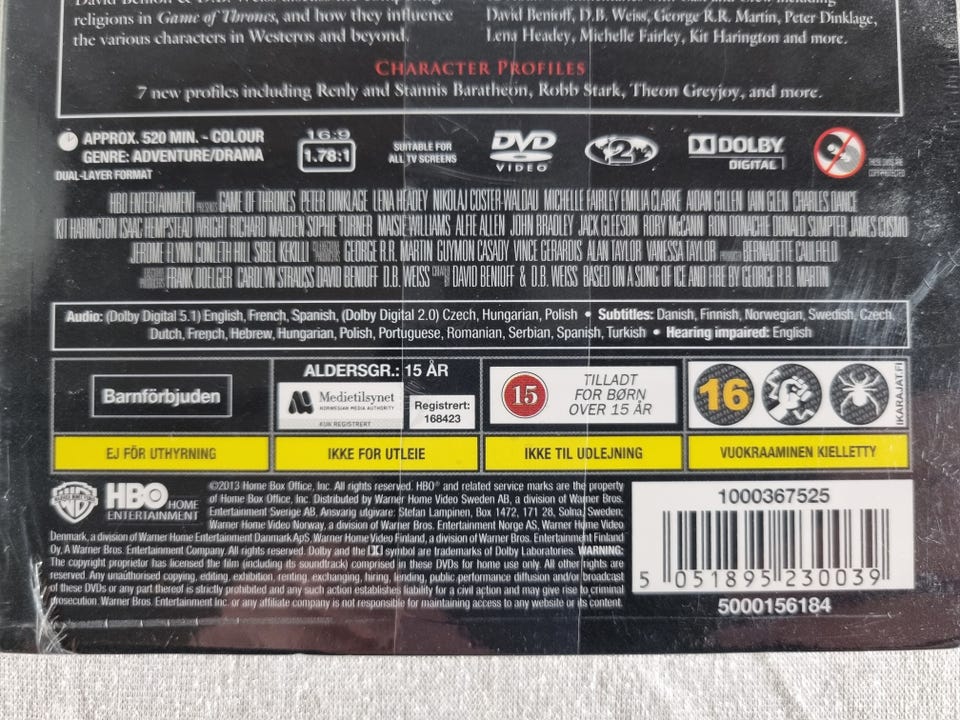 religions in Game of Thrones, and how they influence
the various characters in Westeros and beyond.
David Benioff, D.B. Weiss, George R.R. Martin, Peter Dinklage,
Lena Headey, Michelle Fairley, Kit Harington and more.
CHARACTER PROFILES
7 new profiles including Renly and Stannis Baratheon, Robb Stark, Theon Greyjoy, and more.
APPROX. 520 MIN. - COLOUR
GENRE: ADVENTURE/DRAMA
DUAL-LAYER FORMAT
16:9
1.78:1
SUITABLE FOR
ALL TV SCREENS
DVD
VIDEO
2
DOLBY
DIGITAL
HBO ENTERTAINMENT PRESENTS GAME OF THRONES PETER DINKLAGE LENA HEADEY NIKOLAJ COSTER-WALDAU MICHELLE FAIRLEY EMILIA CLARKE AIDAN GILLEN IAIN GLEN CHARLES DANCE
KIT HARINGTON ISAAC HEMPSTEAD WRIGHT RICHARD MADDEN SOPHIE TURNER MAISIE WILLIAMS ALFIE ALLEN JOHN BRADLEY JACK GLEESON RORY McCANN RON DONACHIE DONALD SUMPTER JAMES COSMO
JEROME FLYNN CONLETH HILL SIBEL KEKILLI GEORGE R.R. MARTIN GUYMON CASADY VINCE GERARDIS ALAN TAYLOR VANESSA TAYLOR BERNADETTE CAULFIELD
FRANK DOELGER CAROLYN STRAUSS DAVID BENIOFF D.B. WEISS DAVID BENIOFF & D.B. WEISS BASED ON A SONG OF ICE AND FIRE BY GEORGE R.R. MARTIN
Audio: (Dolby Digital 5.1) English, French, Spanish, (Dolby Digital 2.0) Czech, Hungarian, Polish • Subtitles: Danish, Finnish, Norwegian, Swedish, Czech,
Dutch, French, Hebrew, Hungarian, Polish, Portuguese, Romanian, Serbian, Spanish, Turkish • Hearing impaired: English
Barnförbjuden
ALDERSGR.: 15 ÅR
Medietilsynet
NORWEGIAN MEDIA AUTHORITY
KUN REGISTRERT
Registrert:
168423
15
TILLADT
FOR BØRN
OVER 15 ÅR
16
IKARAJAT.FI
EJ FÖR UTHYRNING
IKKE FOR UTLEIE
IKKE TIL UDLEJNING
VUOKRAAMINEN KIELLETTY
HBO HOME
ENTERTAINMENT
©2013 Home Box Office, Inc. All rights reserved. HBO® and related service marks are the property
of Home Box Office, Inc. Distributed by Warner Home Video Sweden AB, a division of Warner Bros.
Entertainment Sverige AB, Ansvarig utgivare: Stefan Lampinen, Box 1472, 171 28, Solna, Sweden,
Warner Home Video Norway, a division of Warner Bros. Entertainment Norge AS, Warner Home Video
Denmark, a division of Warner Home Entertainment Danmark ApS, Warner Home Video Finland, a division of Warner Bros. Entertainment Finland
Oy, A Warner Bros. Entertainment Company. All rights reserved. Dolby and the symbol are trademarks of Dolby Laboratories. WARNING:
The copyright proprietor has licensed the film (including its soundtrack) comprised in these DVDs for home use only. All other rights are
reserved. Any unauthorised copying, editing, exhibition, renting, exchanging, hiring, lending, public performance diffusion and/or broadcast
of these DVDs or any part thereof is strictly prohibited and any such action establishes liability for a civil action and may give rise to criminal
prosecution. Warner Bros. Entertainment Inc. or any affiliate company is not responsible for maintaining access to any website or its content.
1000367525
5 051895 230039
5000156184